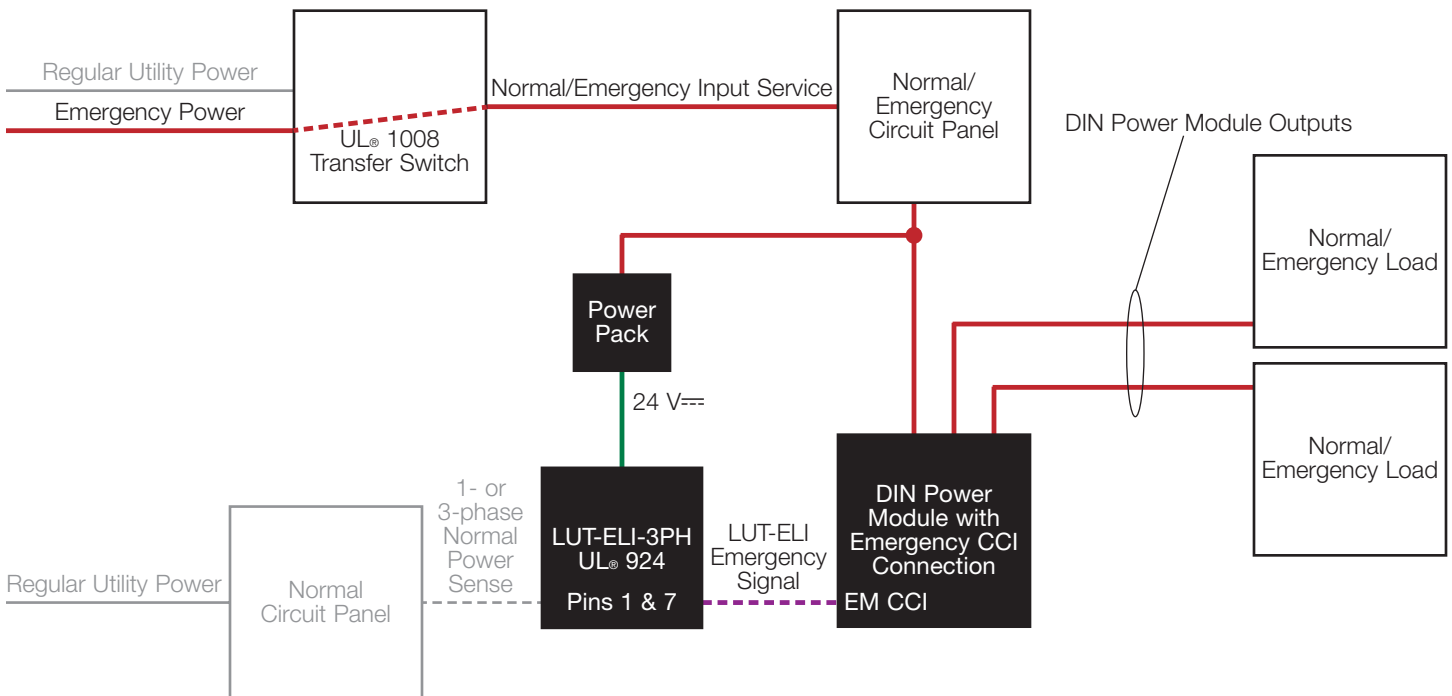 Regular Utility Power
Emergency Power
UL® 1008
Transfer Switch
Normal/Emergency Input Service
Normal/
Emergency
Circuit Panel
DIN Power Module Outputs
Normal/
Emergency Load
Normal/
Emergency Load
Power
Pack
24 V⎓
Regular Utility Power
Normal
Circuit Panel
1- or
3-phase
Normal
Power
Sense
LUT-ELI-3PH
UL® 924
Pins 1 & 7
LUT-ELI
Emergency
Signal
DIN Power
Module with
Emergency CCI
Connection
EM CCI